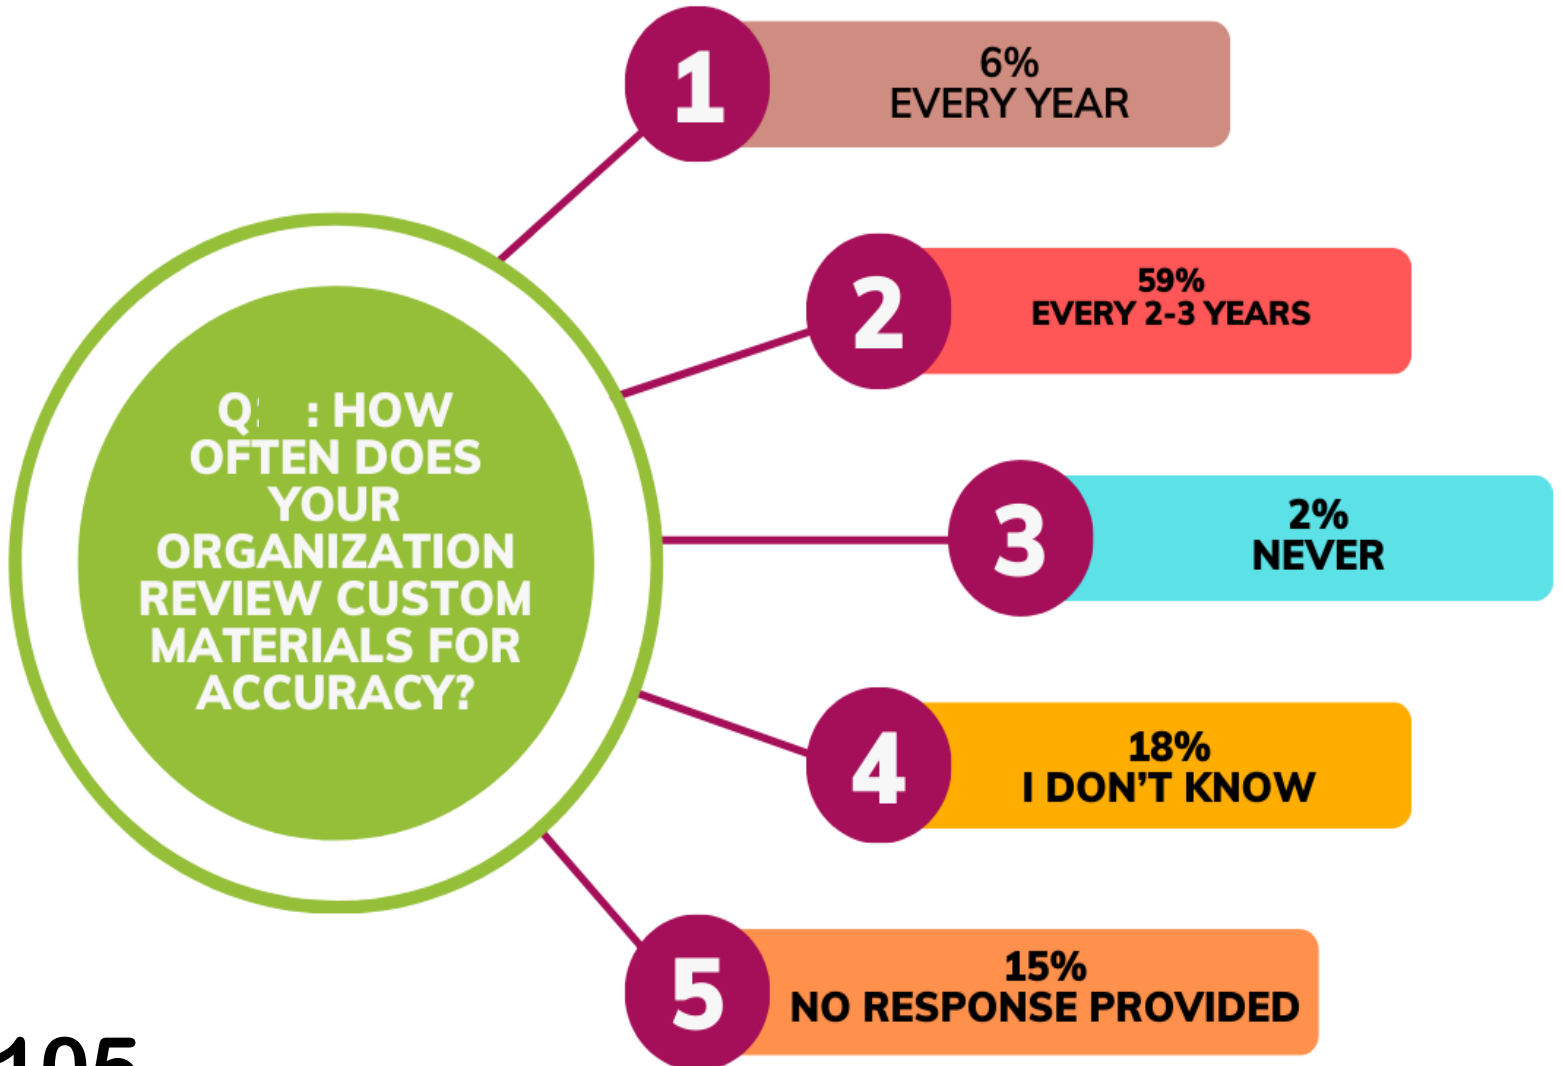 Q : HOW
OFTEN DOES
YOUR
ORGANIZATION
REVIEW CUSTOM
MATERIALS FOR
ACCURACY?
1
6%
EVERY YEAR
2
59%
EVERY 2-3 YEARS
3
2%
NEVER
4
18%
I DON'T KNOW
5
15%
NO RESPONSE PROVIDED
105